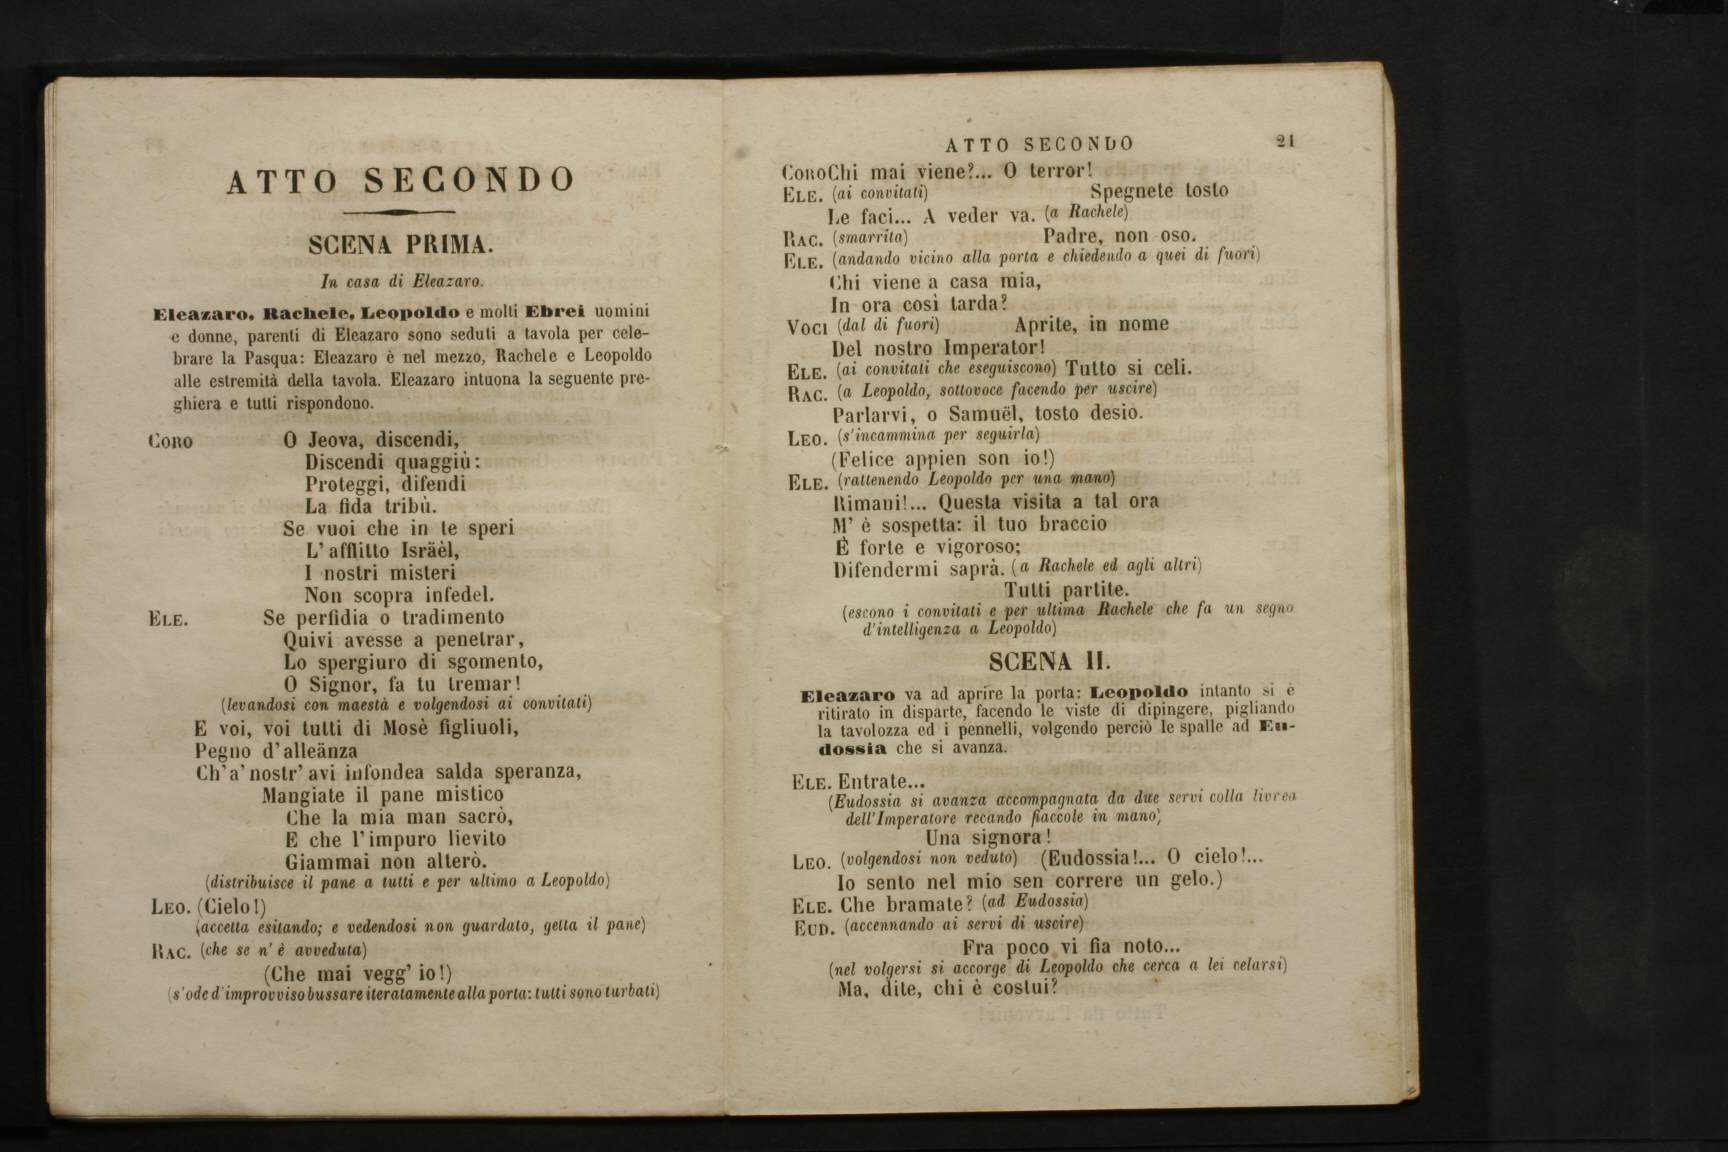 ATTO SECONDO
SCENA PRIMA.
In casa di Eleazaro.
Eleazaro, Rachele, Leopoldo e molti Ebrei uomini
e donne, parenti di Eleazaro sono seduti a tavola per cele-
brare la Pasqua: Eleazaro è nel mezzo, Rachele e Leopoldo
alle estremità della tavola. Eleazaro intuona la seguente pre-
ghiera e tutti rispondono.
CORO O Jeova, discendi,
Discendi quaggiù:
Proteggi, difendi
La fida tribù.
Se vuoi che in te speri
L' afflitto Isräèl,
I nostri misteri
Non scopra infedel.
ELE. Se perfidia o tradimento
Quivi avesse a penetrar,
Lo spergiuro di sgomento,
O Signor, fa tu tremar!
(levandosi con maestà e volgendosi ai convitati)
E voi, voi tutti di Mosè figliuoli,
Pegno d'alleänza
Ch'a' nostr' avi infondea salda speranza,
Mangiate il pane mistico
Che la mia man sacrò,
E che l'impuro lievito
Giammai non alterò.
(distribuisce il pane a tutti e per ultimo a Leopoldo)
LEO. (Cielo!)
(accetta esitando; e vedendosi non guardato, getta il pane)
RAC. (che se n' è avveduta)
(Che mai vegg' io!)
(s'ode d'improvviso bussare iteratamente alla porta: tutti sono turbati)
ATTO SECONDO 21
CORO Chi mai viene?... O terror!
ELE. (ai convitati) Spegnete tosto
Le faci... A veder va. (a Rachele)
RAC. (smarrita) Padre, non oso.
ELE. (andando vicino alla porta e chiedendo a quei di fuori)
Chi viene a casa mia,
In ora così tarda?
VOCI (dal di fuori) Aprite, in nome
Del nostro Imperator!
ELE. (ai convitati che eseguiscono) Tutto si celi.
RAC. (a Leopoldo, sottovoce facendo per uscire)
Parlarvi, o Samuël, tosto desio.
LEO. (s'incammina per seguirla)
(Felice appien son io!)
ELE. (rattenendo Leopoldo per una mano)
Rimani!... Questa visita a tal ora
M' è sospetta: il tuo braccio
È forte e vigoroso;
Difendermi saprà. (a Rachele ed agli altri)
Tutti partite.
(escono i convitati e per ultima Rachele che fa un segno
d'intelligenza a Leopoldo)
SCENA II.
Eleazaro va ad aprire la porta: Leopoldo intanto si è
ritirato in disparte, facendo le viste di dipingere, pigliando
la tavolozza ed i pennelli, volgendo perciò le spalle ad Eu-
dossia che si avanza.
ELE. Entrate...
(Eudossia si avanza accompagnata da due servi colla livrea
dell'Imperatore recando fiaccole in mano)
Una signora!
LEO. (volgendosi non veduto) (Eudossia!... O cielo!...
Io sento nel mio sen correre un gelo.)
ELE. Che bramate? (ad Eudossia)
EUD. (accennando ai servi di uscire)
Fra poco vi fia noto...
(nel volgersi si accorge di Leopoldo che cerca a lei celarsi)
Ma, dite, chi è costui?